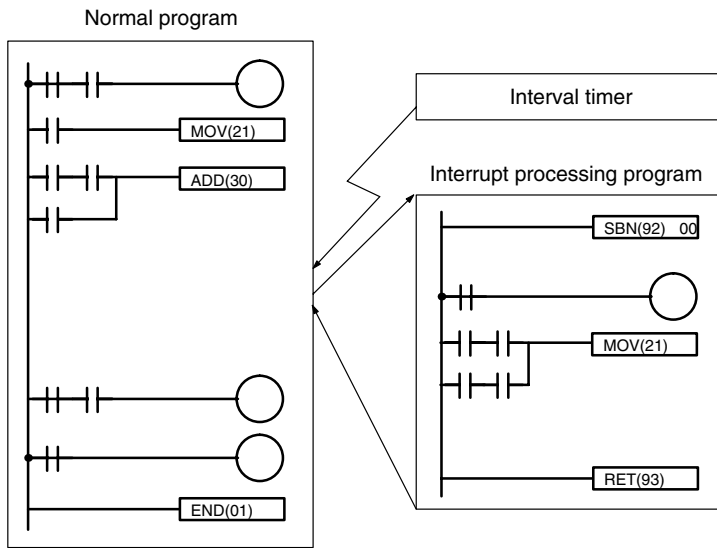 Normal program
MOV(21)
ADD(30)
END(01)
Interval timer
Interrupt processing program
SBN(92) 00
MOV(21)
RET(93)